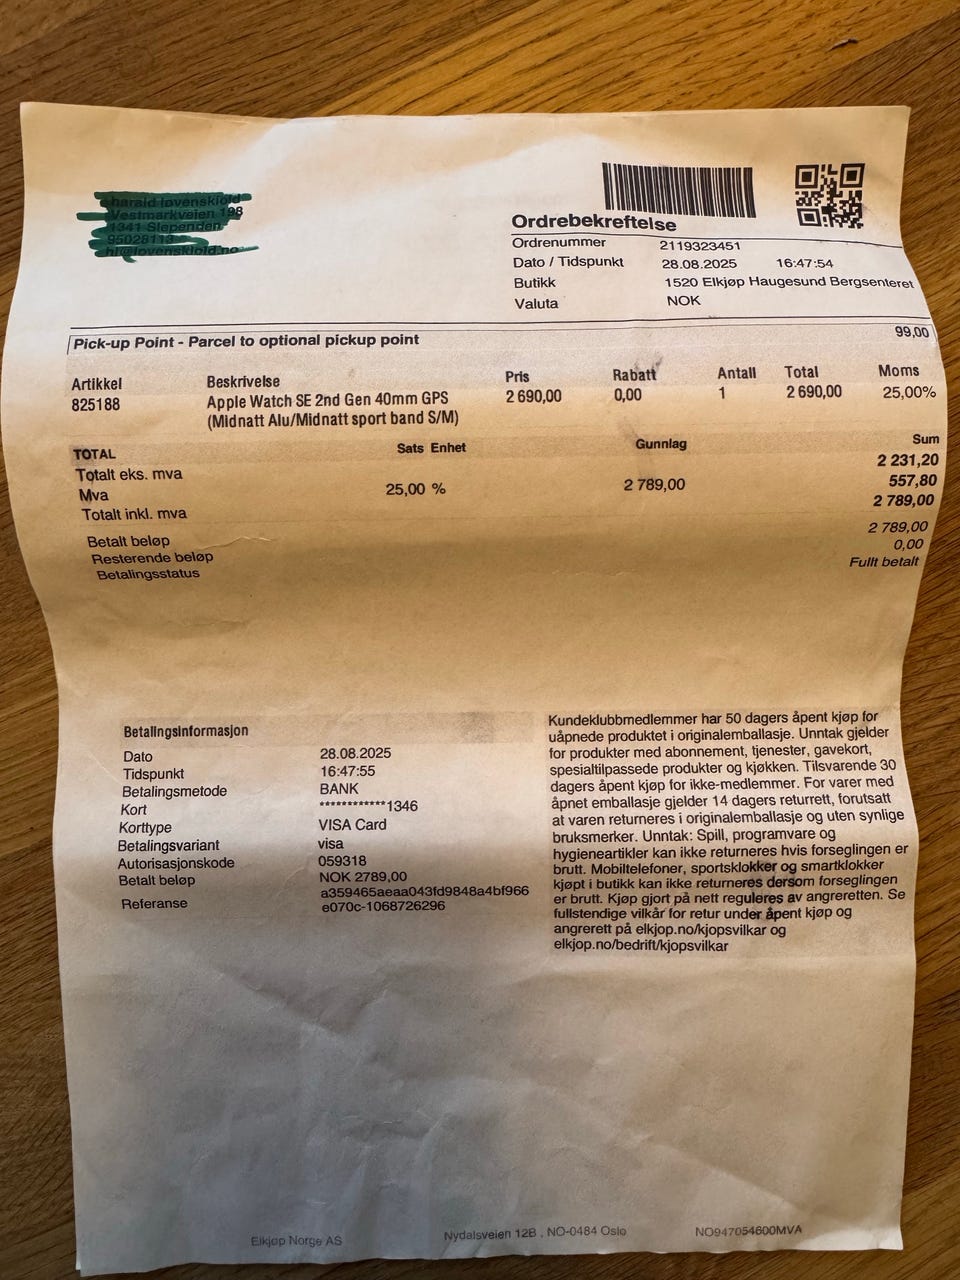 Ordrebekreftelse
Ordrenummer 2119323451
Dato / Tidspunkt 28.08.2025 16:47:54
Butikk 1520 Elkjøp Haugesund Bergsenteret
Valuta NOK
Pick-up Point - Parcel to optional pickup point 99,00
Artikkel Beskrivelse Pris Rabatt Antall Total Moms
825188 Apple Watch SE 2nd Gen 40mm GPS 2 690,00 0,00 1 2 690,00 25,00%
(Midnatt Alu/Midnatt sport band S/M)
TOTAL Sats Enhet Gunnlag Sum
Totalt eks. mva 2 231,20
Mva 25,00 % 2 789,00 557,80
Totalt inkl. mva 2 789,00
Betalt beløp 2 789,00
Resterende beløp 0,00
Betalingsstatus Fullt betalt
Betalingsinformasjon
Dato 28.08.2025
Tidspunkt 16:47:55
Betalingsmetode BANK
Kort ************1346
Korttype VISA Card
Betalingsvariant visa
Autorisasjonskode 059318
Betalt beløp NOK 2789,00
Referanse a359465aeaa043fd9848a4bf966
e070c-1068726296
Kundeklubbmedlemmer har 50 dagers åpent kjøp for
uåpnede produktet i originalemballasje. Unntak gjelder
for produkter med abonnement, tjenester, gavekort,
spesialtilpassede produkter og kjøkken. Tilsvarende 30
dagers åpent kjøp for ikke-medlemmer. For varer med
åpnet emballasje gjelder 14 dagers returrett, forutsatt
at varen returneres i originalemballasje og uten synlige
bruksmerker. Unntak: Spill, programvare og
hygieneartikler kan ikke returneres hvis forseglingen er
brutt. Mobiltelefoner, sportsklokker og smartklokker
kjøpt i butikk kan ikke returneres dersom forseglingen
er brutt. Kjøp gjort på nett reguleres av angreretten. Se
fullstendige vilkår for retur under åpent kjøp og
angrerett på elkjop.no/kjopsvilkar og
elkjop.no/bedrift/kjopsvilkar
Elkjøp Norge AS Nydalsveien 12B , NO-0484 Oslo NO947054600MVA